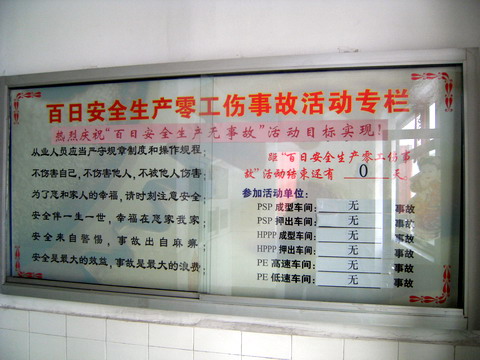 百日安全生产零工伤事故活动专栏
热烈庆祝“百日安全生产无事故”活动目标实现！
从业人员应当严守规章制度和操作规程
不伤害自己，不伤害他人，不被他人伤害
为了您和家人的幸福，请时刻注意安全
安全伴一生一世，幸福在您家我家
安全来自警惕，事故出自麻痹
安全是最大的效益，事故是最大的浪费
距“百日安全生产零工伤事
故”活动结束还有 0 天
参加活动单位：
PSP 成型车间： 无 事故
PSP 押出车间： 无 事故
HPPP 成型车间： 无 事故
HPPP 押出车间： 无 事故
PE 高速车间： 无 事故
PE 低速车间： 无 事故